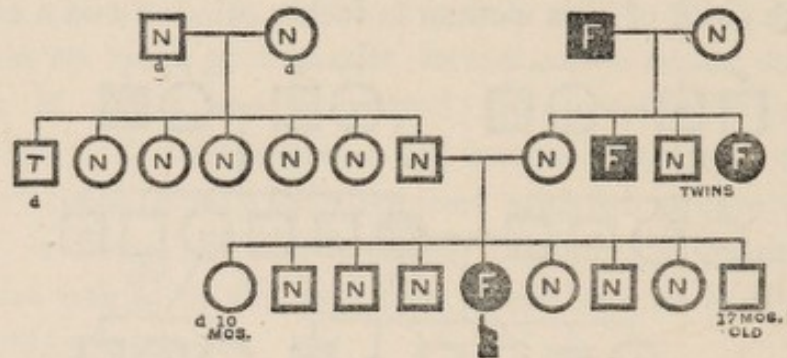 N N F N
d d
T N N N N N N N F N F
d TWINS
N N N F N N N
d 10 17 MOS.
MOS. OLD